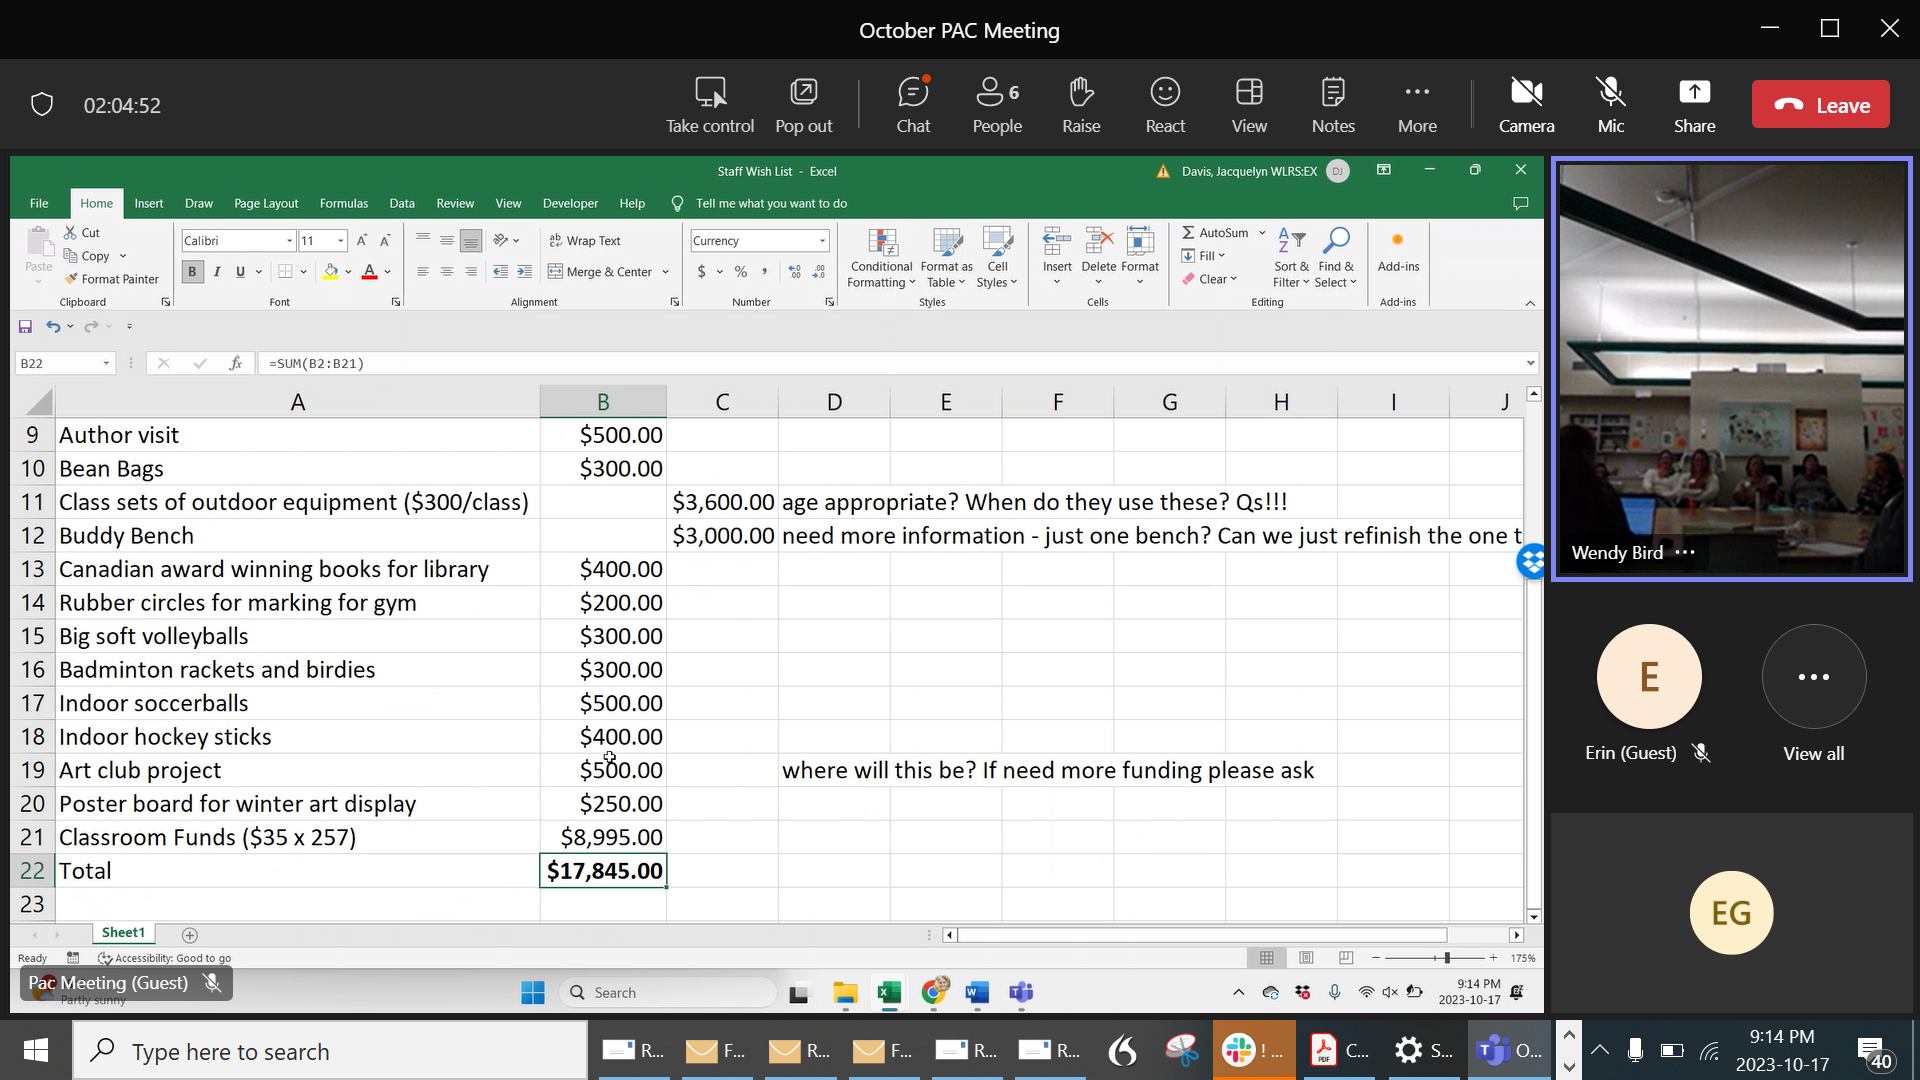 October PAC Meeting
02:04:52
Take control
Pop out
Chat
6
People
Raise
React
View
Notes
More
Camera
Mic
Share
Leave
Staff Wish List - Excel
Davis, Jacquelyn WLRS:EX
DJ
File
Home
Insert
Draw
Page Layout
Formulas
Data
Review
View
Developer
Help
Tell me what you want to do
Paste
Cut
Copy
Format Painter
Clipboard
Calibri
11
B I U
Font
Wrap Text
Merge & Center
Alignment
Currency
$ % ,
Number
Conditional Formatting
Format as Table
Cell Styles
Styles
Insert
Delete
Format
Cells
AutoSum
Fill
Clear
Sort & Filter
Find & Select
Editing
Add-ins
Add-ins
B22
fx
=SUM(B2:B21)
A B C D E F G H I J
9 Author visit $500.00
10 Bean Bags $300.00
11 Class sets of outdoor equipment ($300/class) $3,600.00 age appropriate? When do they use these? Qs!!!
12 Buddy Bench $3,000.00 need more information - just one bench? Can we just refinish the one t
13 Canadian award winning books for library $400.00
14 Rubber circles for marking for gym $200.00
15 Big soft volleyballs $300.00
16 Badminton rackets and birdies $300.00
17 Indoor soccerballs $500.00
18 Indoor hockey sticks $400.00
19 Art club project $500.00 where will this be? If need more funding please ask
20 Poster board for winter art display $250.00
21 Classroom Funds ($35 x 257) $8,995.00
22 Total $17,845.00
23
Sheet1
Ready
Accessibility: Good to go
175%
Pac Meeting (Guest)
Partly sunny
Search
9:14 PM
2023-10-17
Wendy Bird
E
Erin (Guest)
View all
EG
Type here to search
R...
F...
R...
F...
R...
R...
! ...
C...
S...
O...
9:14 PM
2023-10-17
40